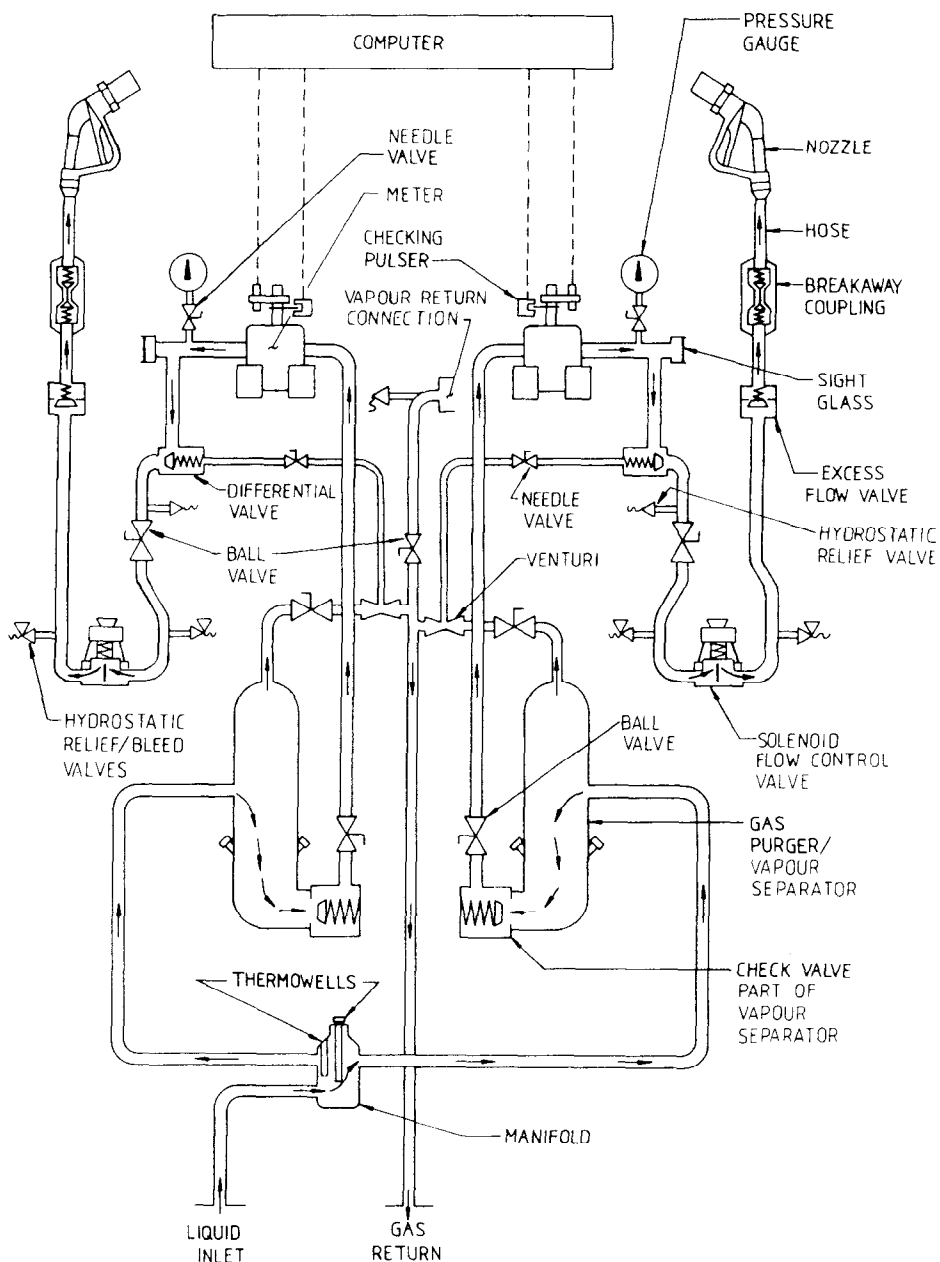 COMPUTER
PRESSURE
GAUGE
NEEDLE
VALVE
METER
CHECKING
PULSER
VAPOUR RETURN
CONNECTION
NOZZLE
HOSE
BREAKAWAY
COUPLING
SIGHT
GLASS
EXCESS
FLOW VALVE
DIFFERENTIAL
VALVE
NEEDLE
VALVE
HYDROSTATIC
RELIEF VALVE
BALL
VALVE
VENTURI
HYDROSTATIC
RELIEF/BLEED
VALVES
BALL
VALVE
SOLENOID
FLOW CONTROL
VALVE
GAS
PURGER/
VAPOUR
SEPARATOR
THERMOWELLS
CHECK VALVE
PART OF
VAPOUR
SEPARATOR
MANIFOLD
LIQUID
INLET
GAS
RETURN